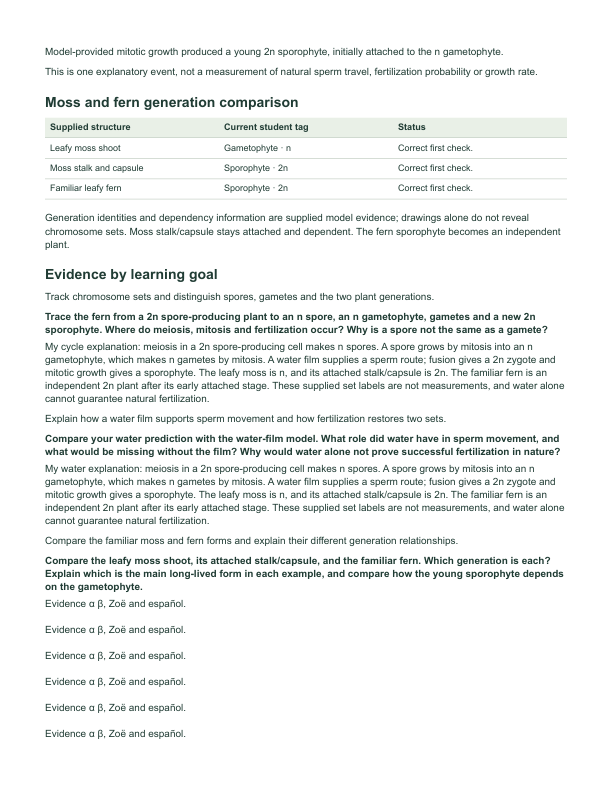 Model-provided mitotic growth produced a young 2n sporophyte, initially attached to the n gametophyte.
This is one explanatory event, not a measurement of natural sperm travel, fertilization probability or growth rate.
Moss and fern generation comparison
Supplied structure Current student tag Status
Leafy moss shoot Gametophyte · n Correct first check.
Moss stalk and capsule Sporophyte · 2n Correct first check.
Familiar leafy fern Sporophyte · 2n Correct first check.
Generation identities and dependency information are supplied model evidence; drawings alone do not reveal
chromosome sets. Moss stalk/capsule stays attached and dependent. The fern sporophyte becomes an independent
plant.
Evidence by learning goal
Track chromosome sets and distinguish spores, gametes and the two plant generations.
Trace the fern from a 2n spore-producing plant to an n spore, an n gametophyte, gametes and a new 2n
sporophyte. Where do meiosis, mitosis and fertilization occur? Why is a spore not the same as a gamete?
My cycle explanation: meiosis in a 2n spore-producing cell makes n spores. A spore grows by mitosis into an n
gametophyte, which makes n gametes by mitosis. A water film supplies a sperm route; fusion gives a 2n zygote and
mitotic growth gives a sporophyte. The leafy moss is n, and its attached stalk/capsule is 2n. The familiar fern is an
independent 2n plant after its early attached stage. These supplied set labels are not measurements, and water alone
cannot guarantee natural fertilization.
Explain how a water film supports sperm movement and how fertilization restores two sets.
Compare your water prediction with the water-film model. What role did water have in sperm movement, and
what would be missing without the film? Why would water alone not prove successful fertilization in nature?
My water explanation: meiosis in a 2n spore-producing cell makes n spores. A spore grows by mitosis into an n
gametophyte, which makes n gametes by mitosis. A water film supplies a sperm route; fusion gives a 2n zygote and
mitotic growth gives a sporophyte. The leafy moss is n, and its attached stalk/capsule is 2n. The familiar fern is an
independent 2n plant after its early attached stage. These supplied set labels are not measurements, and water alone
cannot guarantee natural fertilization.
Compare the familiar moss and fern forms and explain their different generation relationships.
Compare the leafy moss shoot, its attached stalk/capsule, and the familiar fern. Which generation is each?
Explain which is the main long-lived form in each example, and compare how the young sporophyte depends
on the gametophyte.
Evidence α β, Zoë and español.
Evidence α β, Zoë and español.
Evidence α β, Zoë and español.
Evidence α β, Zoë and español.
Evidence α β, Zoë and español.
Evidence α β, Zoë and español.